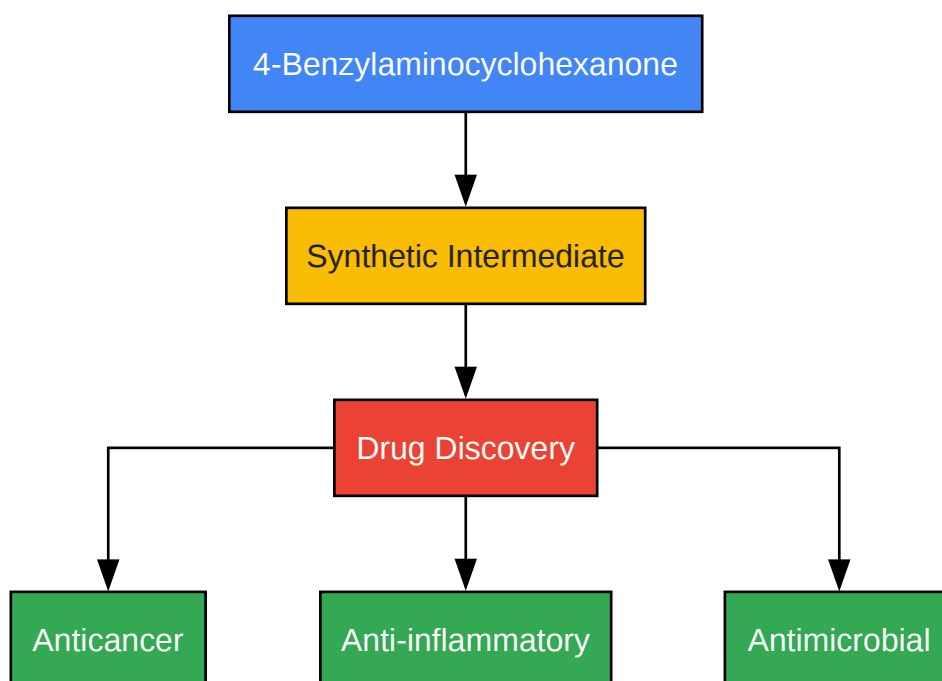 4-Benzylaminocyclohexanone
Synthetic Intermediate
Drug Discovery
Anticancer
Anti-inflammatory
Antimicrobial